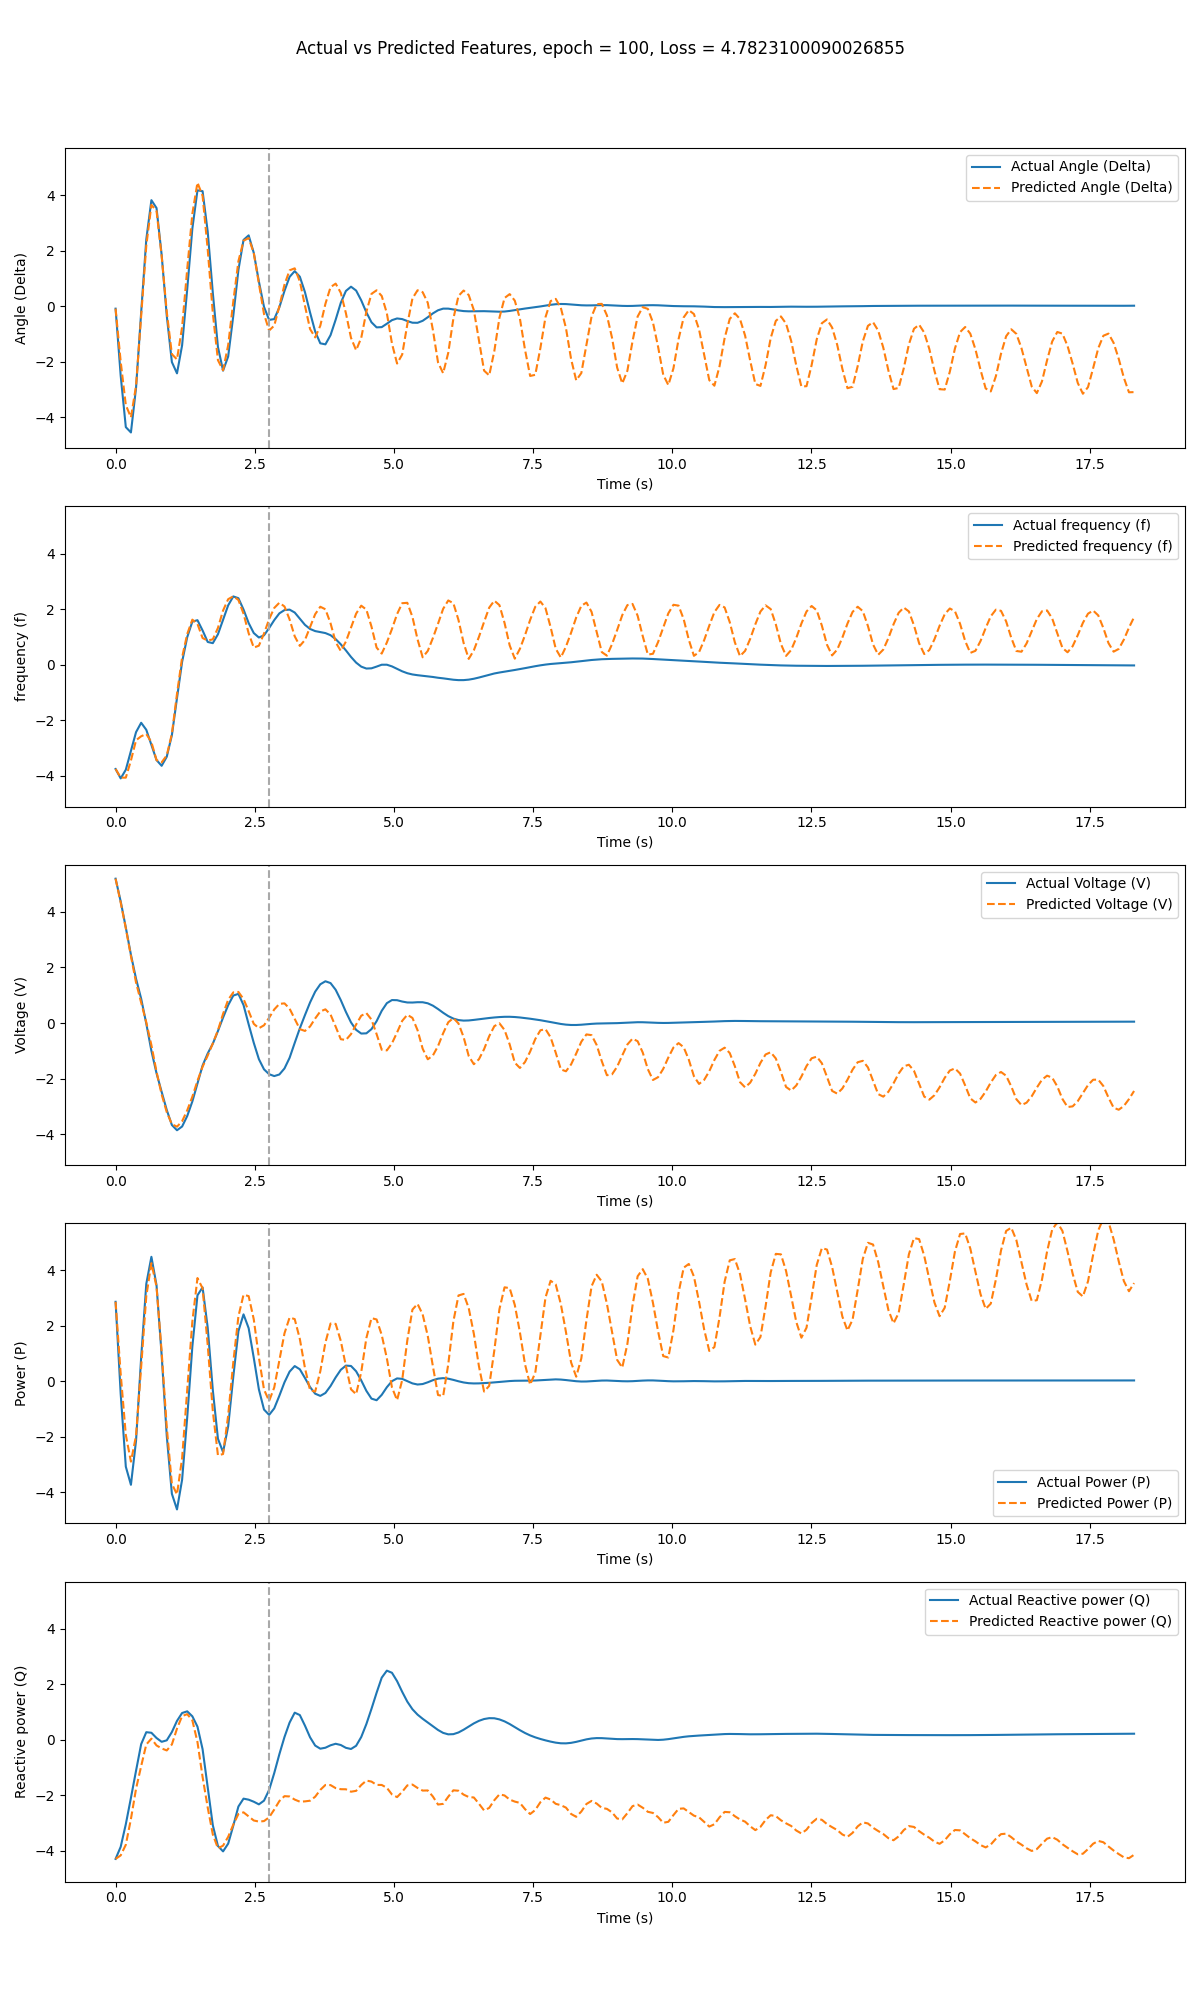 Actual vs Predicted Features, epoch = 100, Loss = 4.7823100090026855
Actual Angle (Delta)
Predicted Angle (Delta)
Angle (Delta)
4
2
0
−2
−4
0.0 2.5 5.0 7.5 10.0 12.5 15.0 17.5
Time (s)
Actual frequency (f)
Predicted frequency (f)
frequency (f)
4
2
0
−2
−4
0.0 2.5 5.0 7.5 10.0 12.5 15.0 17.5
Time (s)
Actual Voltage (V)
Predicted Voltage (V)
Voltage (V)
4
2
0
−2
−4
0.0 2.5 5.0 7.5 10.0 12.5 15.0 17.5
Time (s)
Power (P)
4
2
0
−2
−4
Actual Power (P)
Predicted Power (P)
0.0 2.5 5.0 7.5 10.0 12.5 15.0 17.5
Time (s)
Actual Reactive power (Q)
Predicted Reactive power (Q)
Reactive power (Q)
4
2
0
−2
−4
0.0 2.5 5.0 7.5 10.0 12.5 15.0 17.5
Time (s)